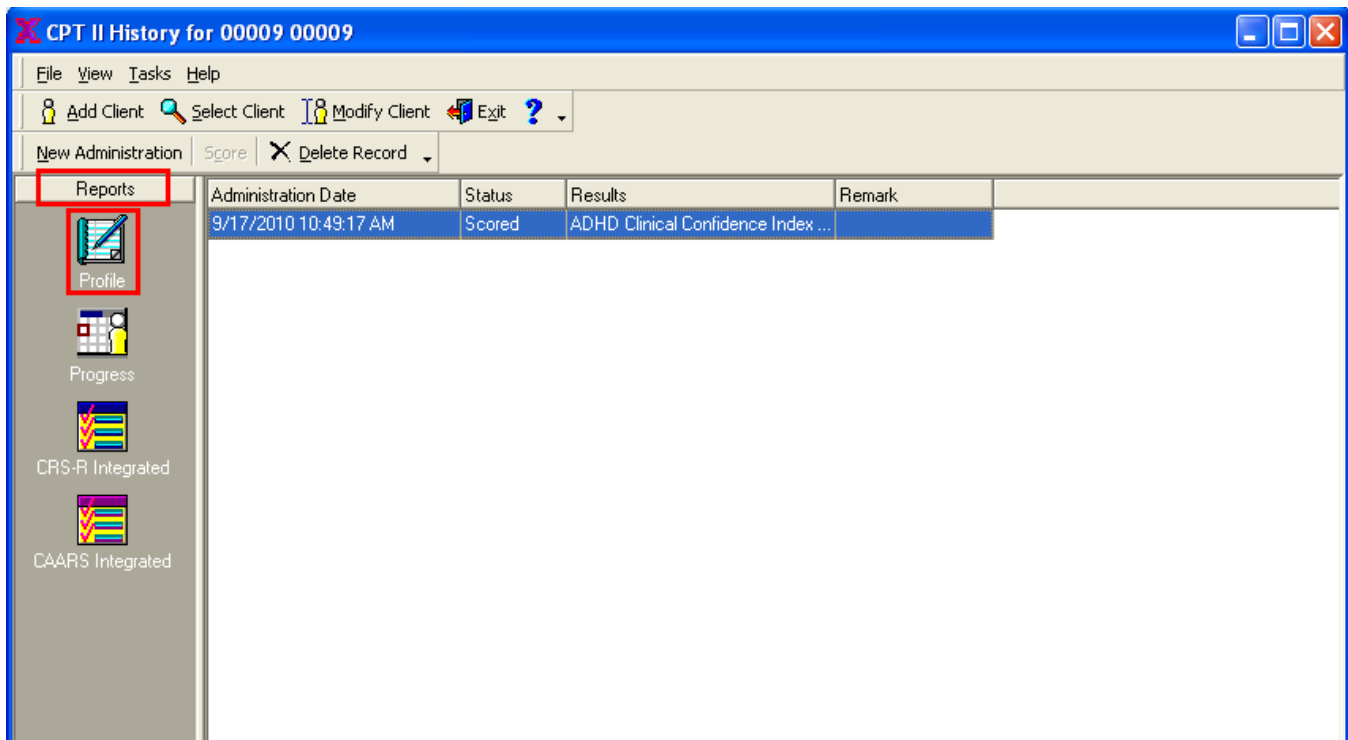 CPT II History for 00009 00009
File View Tasks Help
Add Client Select Client Modify Client Exit ?
New Administration Score Delete Record
Reports
Administration Date Status Results Remark
9/17/2010 10:49:17 AM Scored ADHD Clinical Confidence Index ...
Profile
Progress
CRS-R Integrated
CAARS Integrated